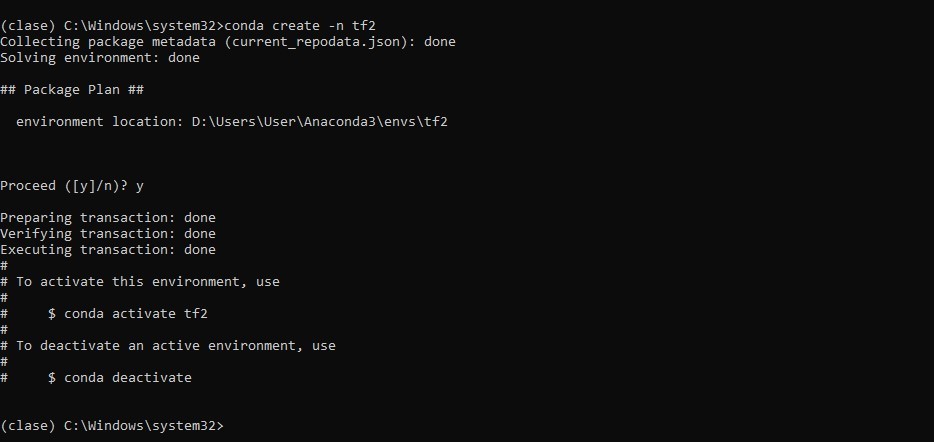 (clase) C:\Windows\system32>conda create -n tf2
Collecting package metadata (current_repodata.json): done
Solving environment: done
## Package Plan ##
  environment location: D:\Users\User\Anaconda3\envs\tf2
Proceed ([y]/n)? y
Preparing transaction: done
Verifying transaction: done
Executing transaction: done
#
# To activate this environment, use
#
#     $ conda activate tf2
#
# To deactivate an active environment, use
#
#     $ conda deactivate
(clase) C:\Windows\system32>